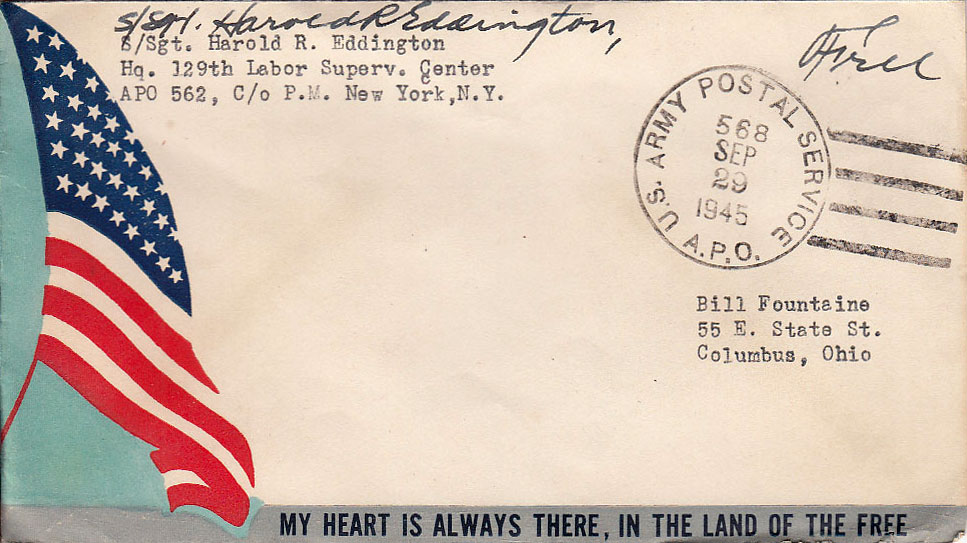 S/Sgt. Harold R Eddington,
S/Sgt. Harold R. Eddington
Hq. 129th Labor Superv. Center
APO 562, C/o P.M. New York,N.Y.
Free
U.S. ARMY POSTAL SERVICE
568
SEP
29
1945
A.P.O.
Bill Fountaine
55 E. State St.
Columbus, Ohio
MY HEART IS ALWAYS THERE, IN THE LAND OF THE FREE